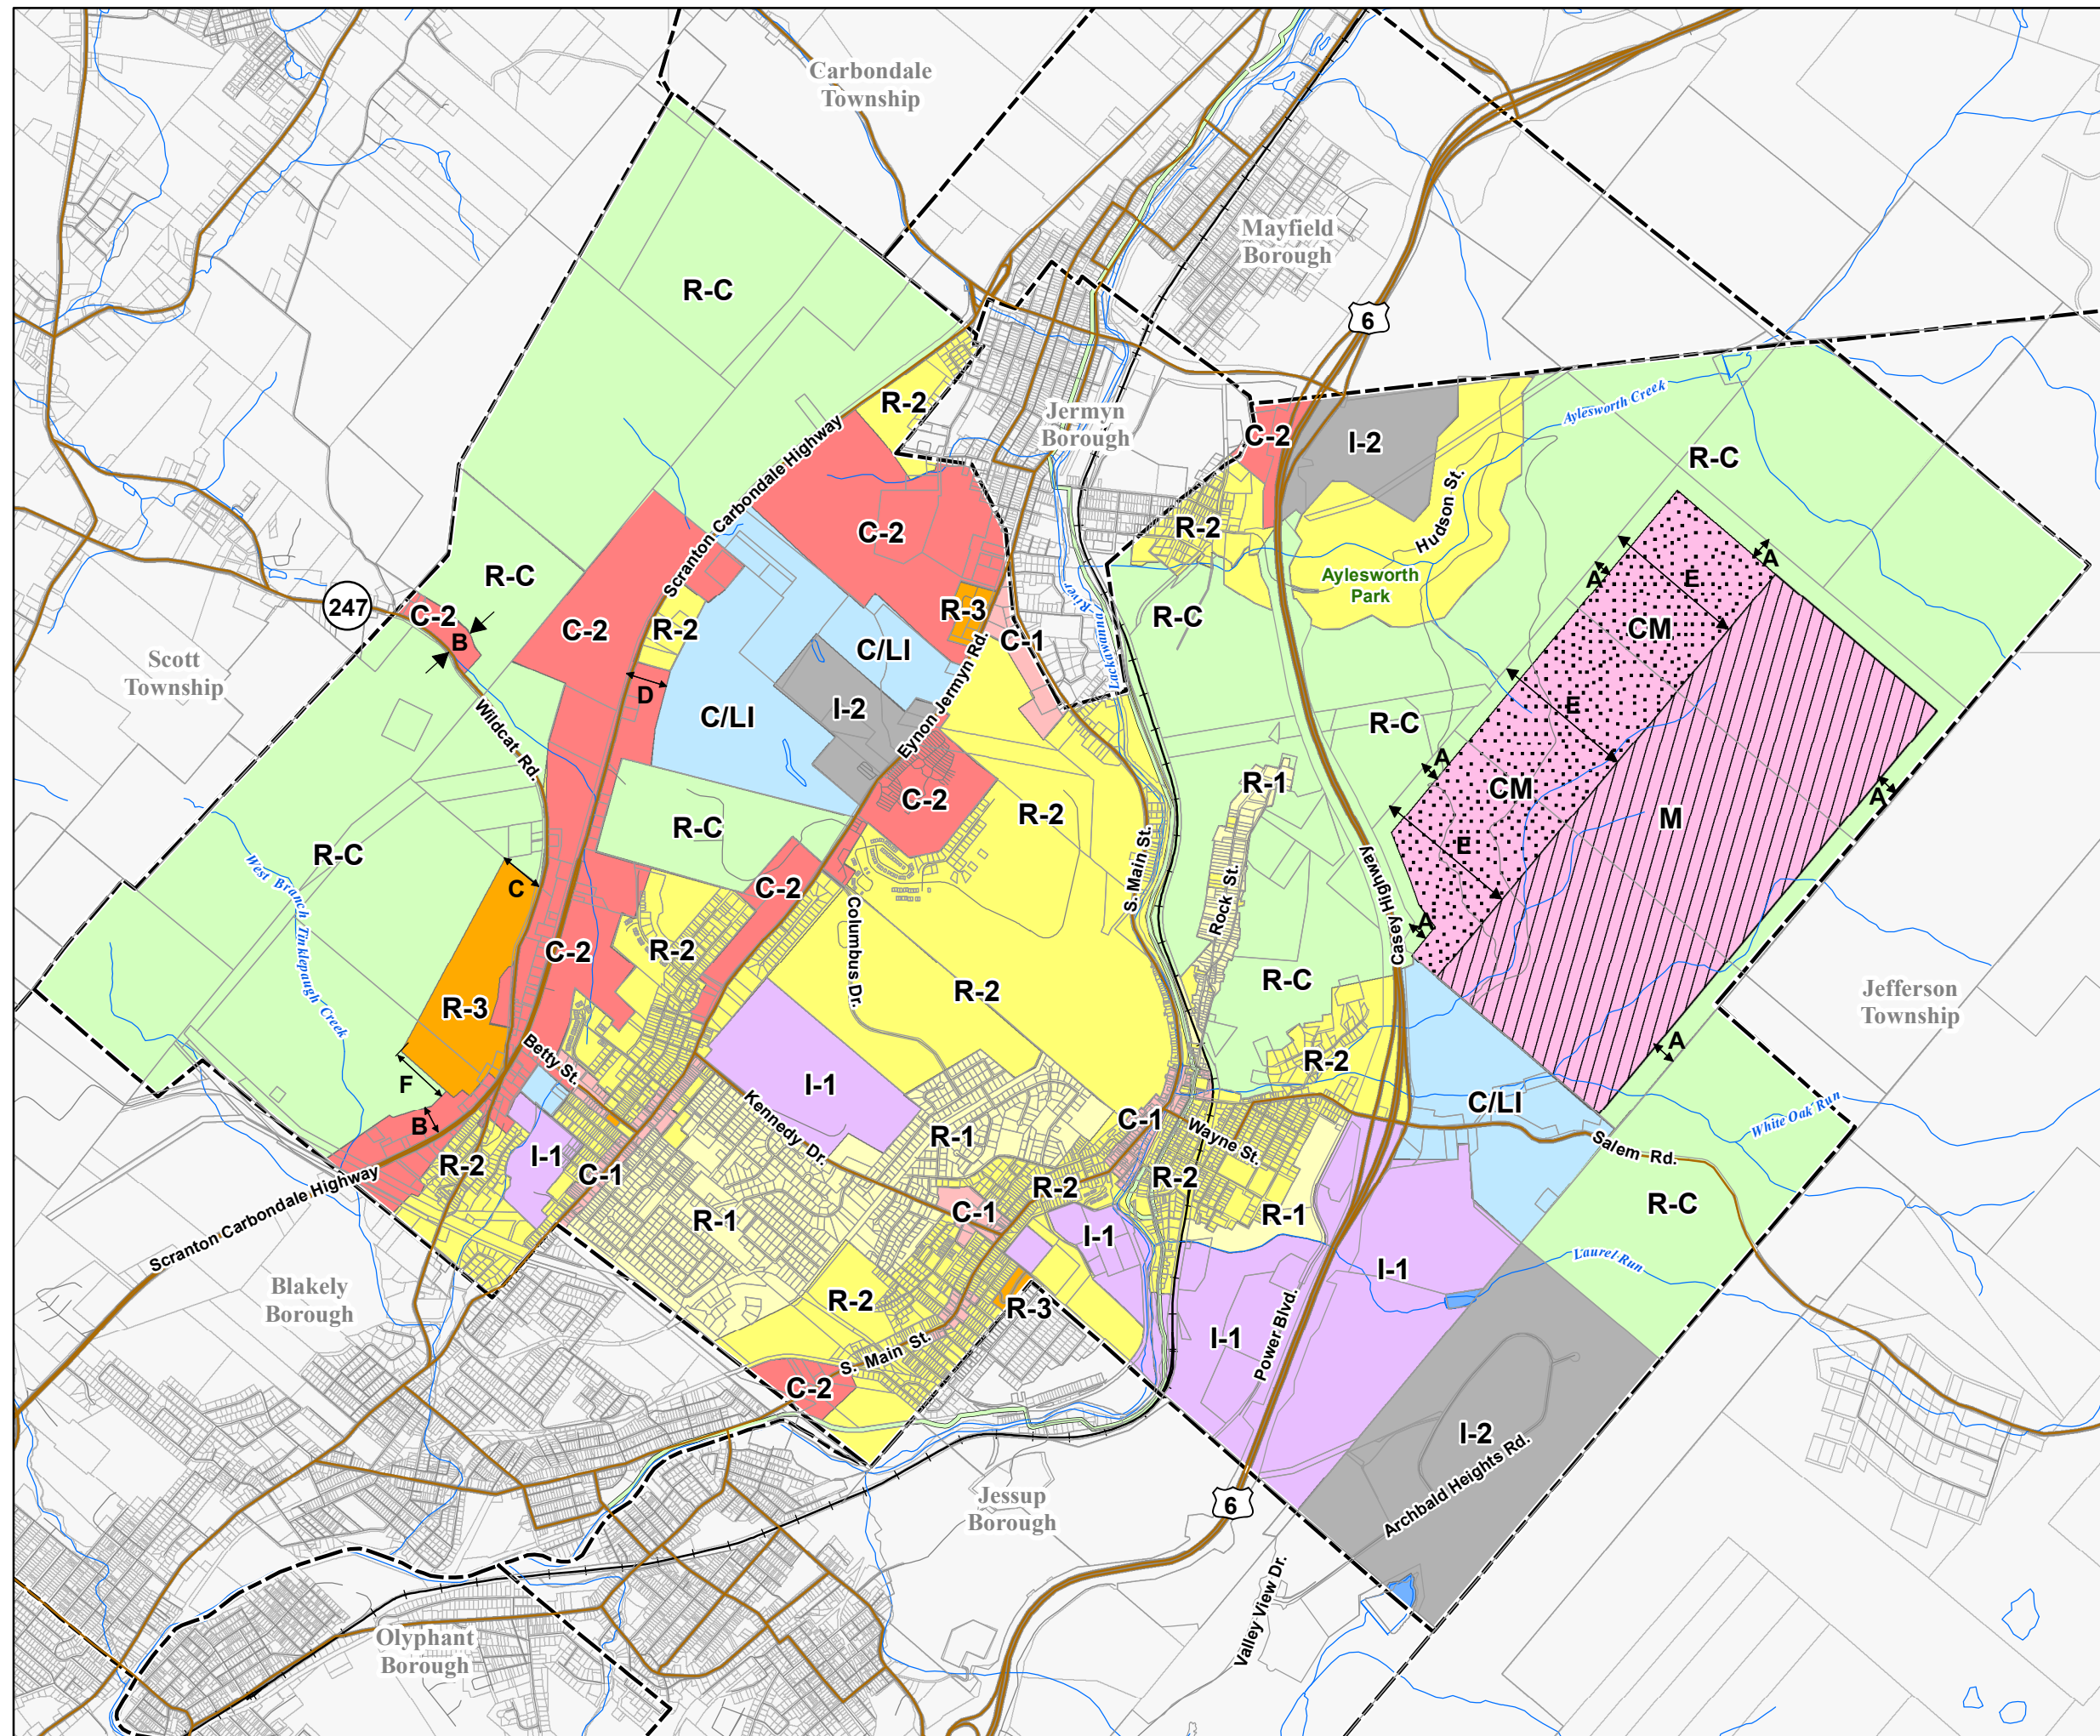 Carbondale
Township
Mayfield
Borough
R-C
6
R-2
Jermyn
Borough
C-2
I-2
Aylesworth Creek
R-C
Scranton Carbondale Highway
C-2
R-2
Hudson St.
Aylesworth
Park
A
A
E
R-C
247
C-2
B
C-2
R-2
R-3
C-1
Lackawanna River
R-C
CM
Scott
Township
C/LI
D
C/LI
I-2
Eynon Jermyn Rd.
R-C
E
Wildcat Rd.
A
CM
A
M
R-1
C-2
R-2
R-C
R-C
S. Main St.
Casey Highway
E
C
C-2
Columbus Dr.
Rock St.
A
West Branch Tinklepaugh Creek
C-2
R-2
R-2
R-C
R-3
Jefferson
Township
Betty St.
F
I-1
R-2
A
B
Kennedy Dr.
C/LI
White Oak Run
C-1
Wayne St.
R-1
Salem Rd.
R-2
I-1
C-1
R-2
R-2
R-C
Scranton Carbondale Highway
R-1
C-1
R-1
I-1
Laurel Run
I-1
Blakely
Borough
R-2
R-3
I-1
Power Blvd.
S. Main St.
C-2
I-2
Archbald Heights Rd.
Jessup
Borough
6
Valley View Dr.
Olyphant
Borough